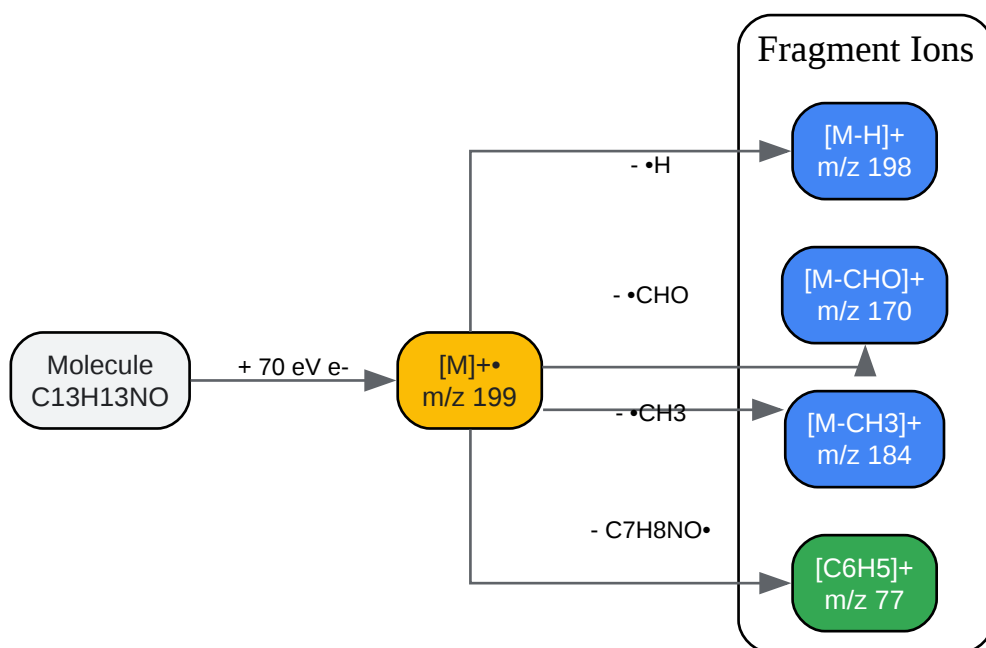 Fragment Ions
[M-H]+
m/z 198
- •H
[M-CHO]+
m/z 170
- •CHO
Molecule
C13H13NO
+ 70 eV e-
[M]+•
m/z 199
- •CH3
[M-CH3]+
m/z 184
- C7H8NO•
[C6H5]+
m/z 77